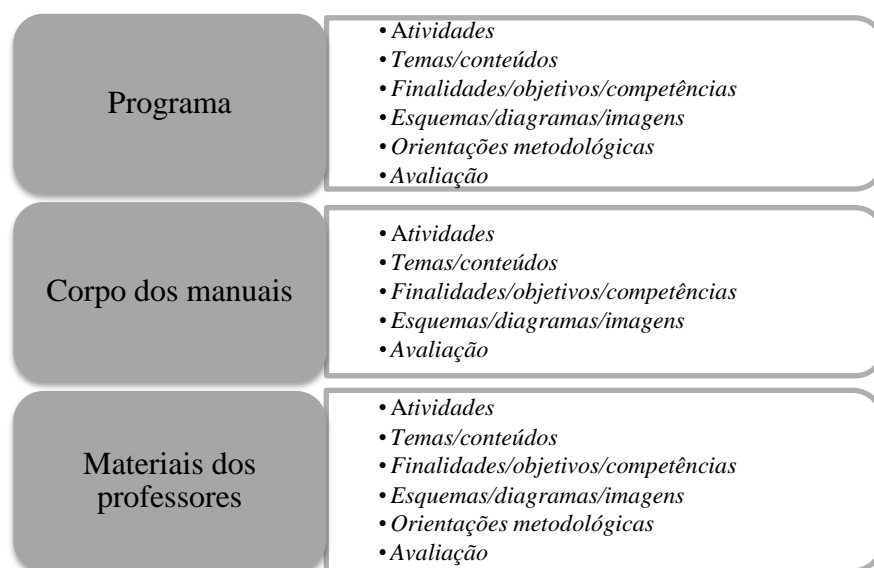 Programa
• Atividades
• Temas/conteúdos
• Finalidades/objetivos/competências
• Esquemas/diagramas/imagens
• Orientações metodológicas
• Avaliação
Corpo dos manuais
• Atividades
• Temas/conteúdos
• Finalidades/objetivos/competências
• Esquemas/diagramas/imagens
• Avaliação
Materiais dos
professores
• Atividades
• Temas/conteúdos
• Finalidades/objetivos/competências
• Esquemas/diagramas/imagens
• Orientações metodológicas
• Avaliação